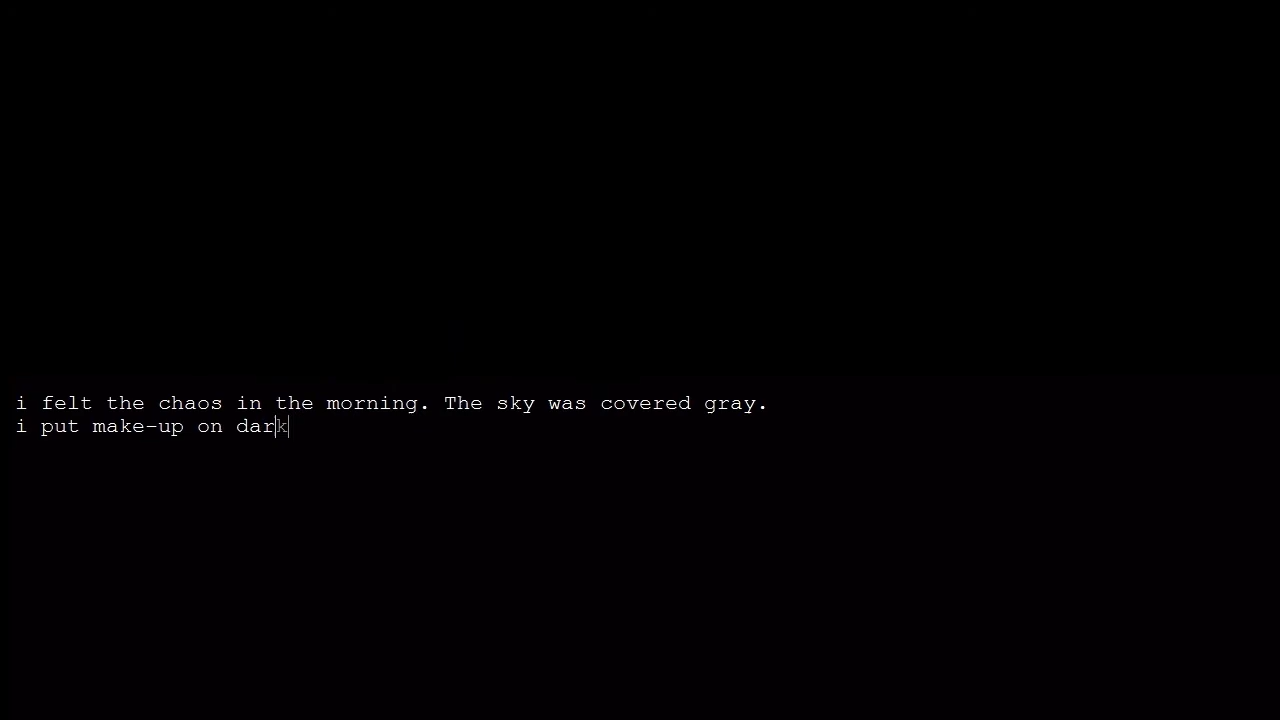 i felt the chaos in the morning. The sky was covered gray.
i put make-up on dark